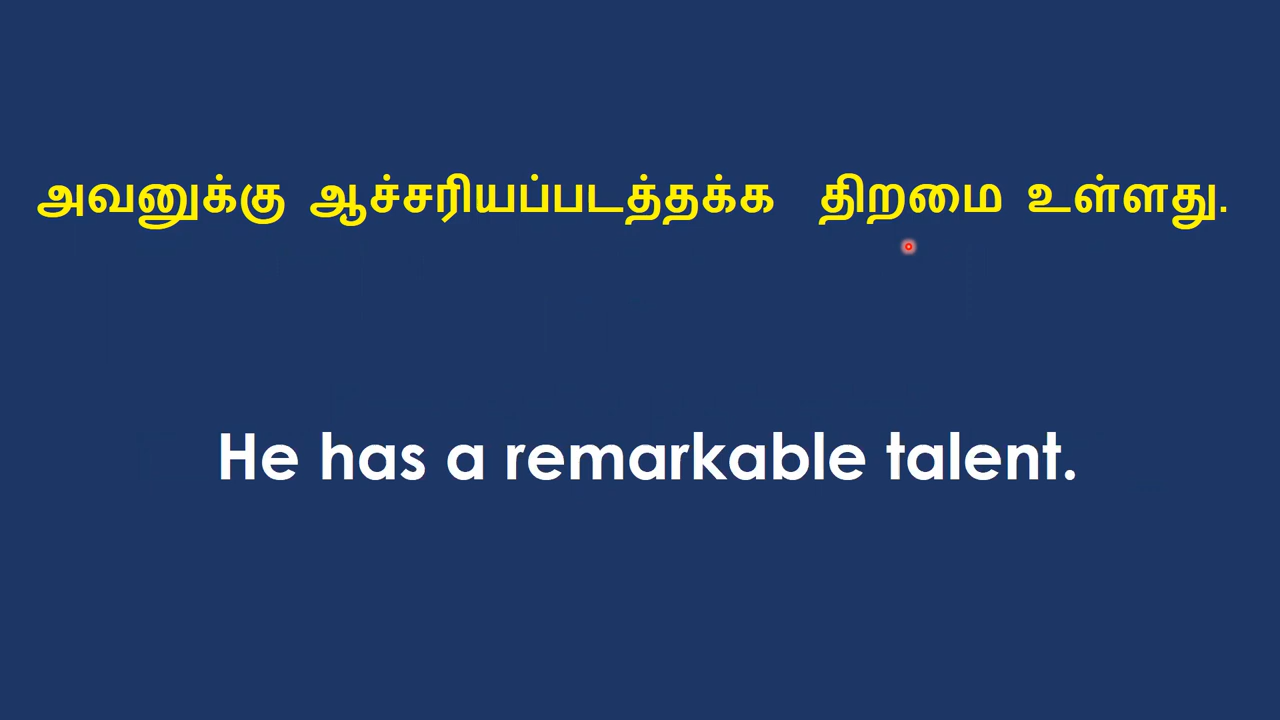 அவனுக்கு ஆச்சரியப்படத்தக்க திறமை உள்ளது.
He has a remarkable talent.